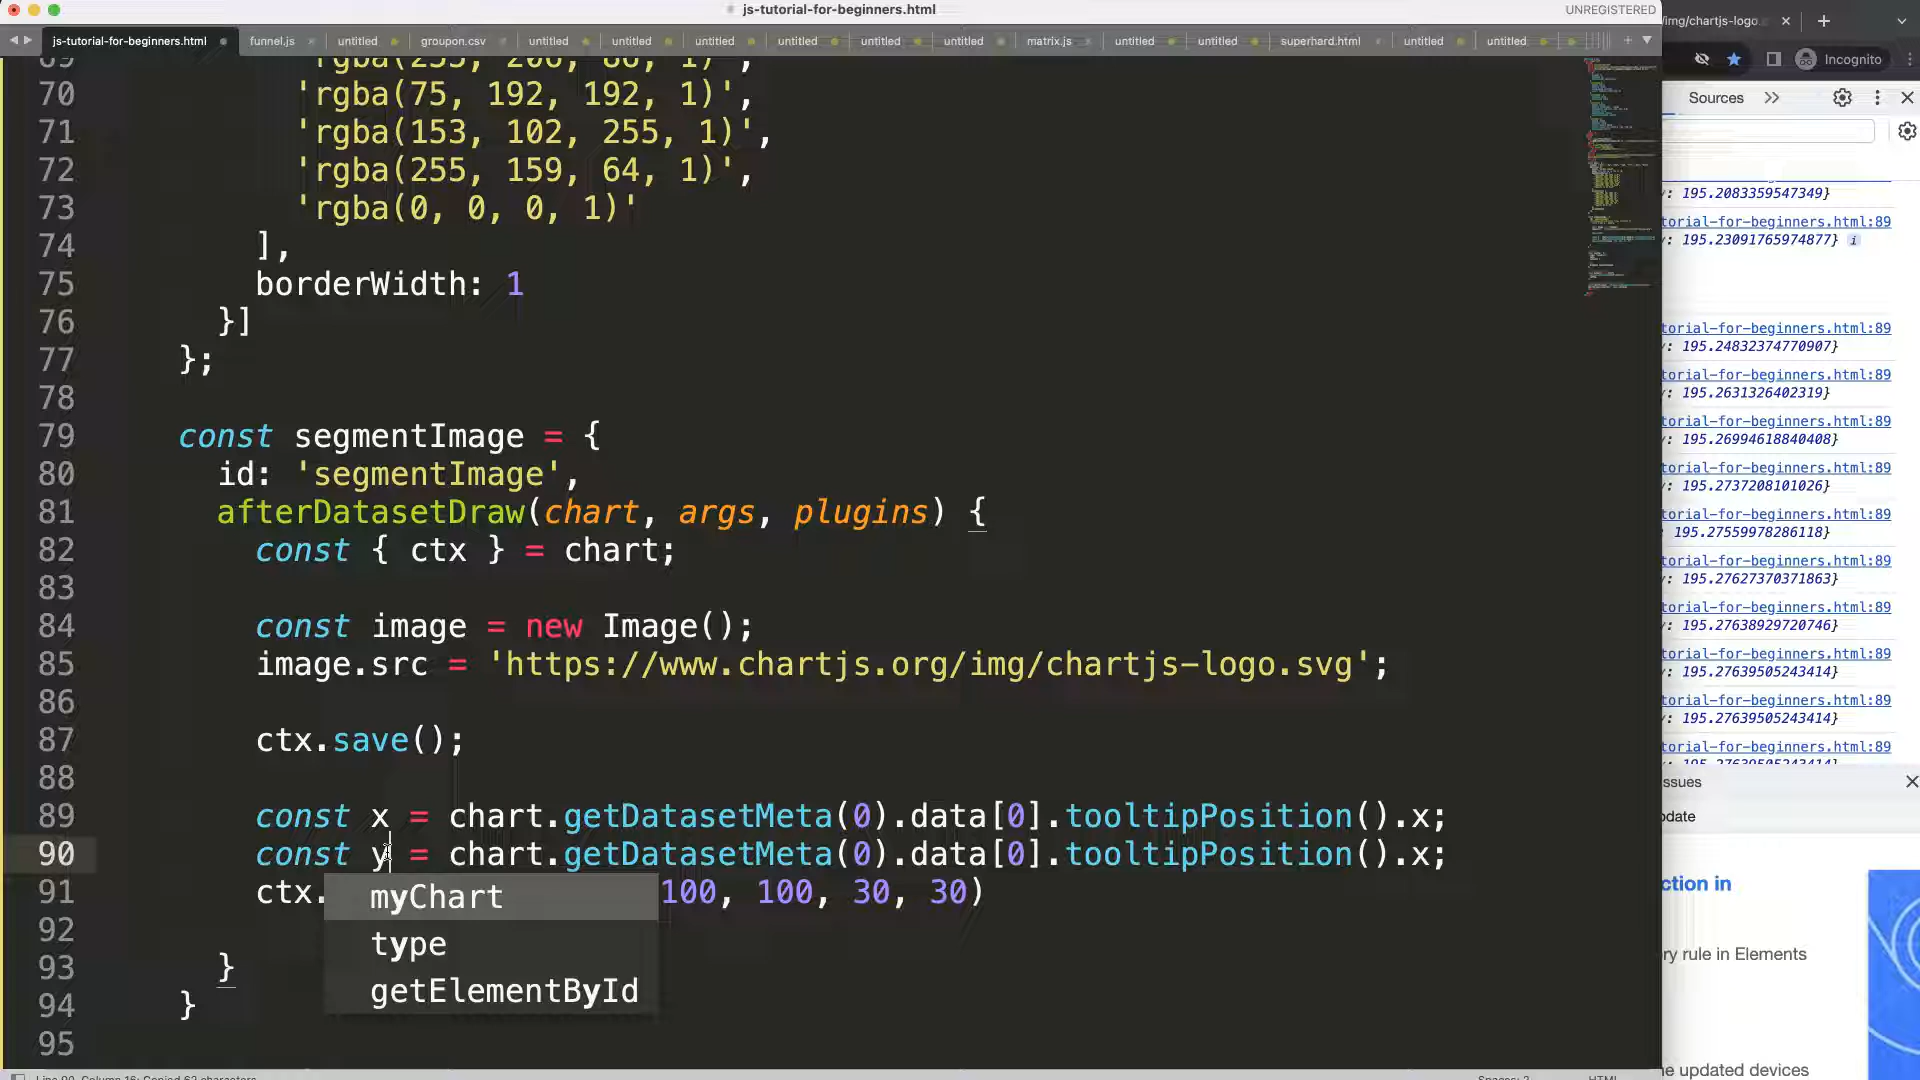 js-tutorial-for-beginners.html
UNREGISTERED
js-tutorial-for-beginners.html funnel.js untitled groupon.csv untitled untitled untitled untitled untitled untitled matrix.js untitled untitled superhard.html untitled untitled
70 'rgba(75, 192, 192, 1)',
71 'rgba(153, 102, 255, 1)',
72 'rgba(255, 159, 64, 1)',
73 'rgba(0, 0, 0, 1)'
74 ],
75 borderWidth: 1
76 }]
77 };
78
79 const segmentImage = {
80 id: 'segmentImage',
81 afterDatasetDraw(chart, args, plugins) {
82 const { ctx } = chart;
83
84 const image = new Image();
85 image.src = 'https://www.chartjs.org/img/chartjs-logo.svg';
86
87 ctx.save();
88
89 const x = chart.getDatasetMeta(0).data[0].tooltipPosition().x;
90 const y = chart.getDatasetMeta(0).data[0].tooltipPosition().x;
91 ctx. 100, 100, 30, 30)
92
93 }
94 }
95
myChart
type
getElementById
/img/chartjs-logo.
Incognito
Sources
195.2083359547349}
torial-for-beginners.html:89
: 195.23091765974877}
torial-for-beginners.html:89
: 195.24832374770907}
torial-for-beginners.html:89
: 195.2631326402319}
torial-for-beginners.html:89
: 195.26994618840408}
torial-for-beginners.html:89
: 195.2737208101026}
torial-for-beginners.html:89
: 195.27559978286118}
torial-for-beginners.html:89
: 195.27627370371863}
torial-for-beginners.html:89
: 195.27638929720746}
torial-for-beginners.html:89
: 195.27639505243414}
torial-for-beginners.html:89
: 195.27639505243414}
torial-for-beginners.html:89
ssues
pdate
ction in
ry rule in Elements
he updated devices